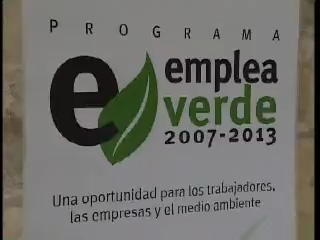 PROGRAMA
e emplea
verde
2007-2013
Una oportunidad para los trabajadores,
las empresas y el medio ambiente